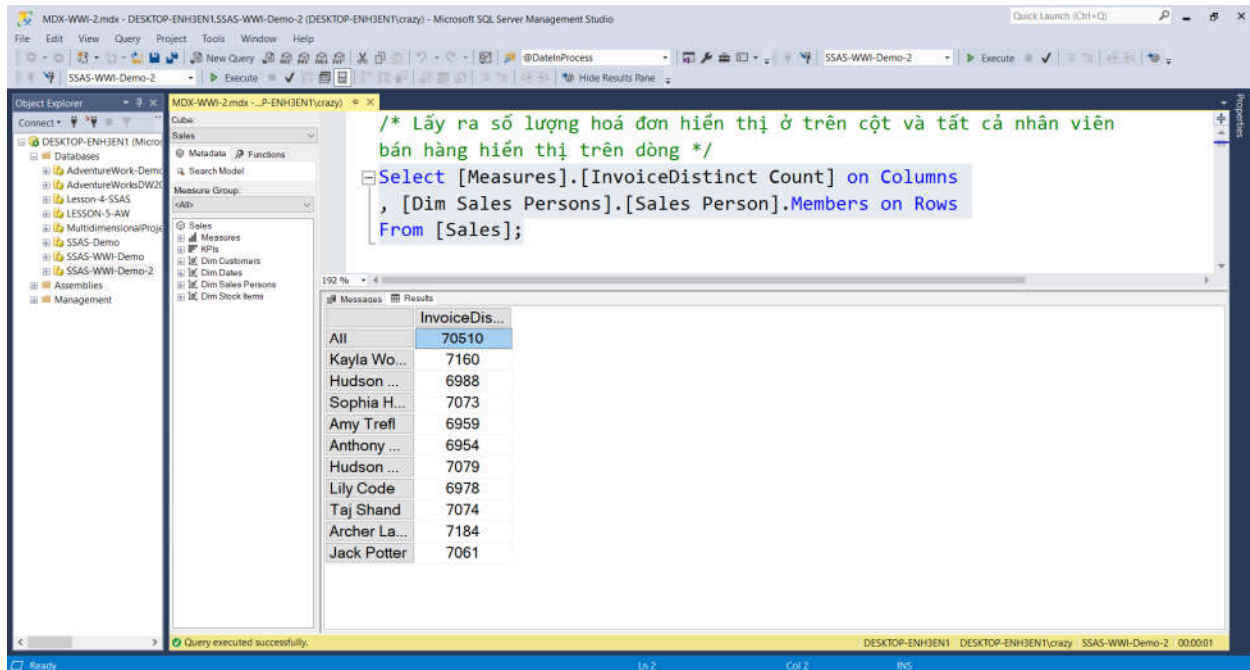 MDX-WWI-2.mdx - DESKTOP-ENH3EN1.SSAS-WWI-Demo-2 (DESKTOP-ENH3EN1\crazy) - Microsoft SQL Server Management Studio
Quick Launch (Ctrl+Q)
File Edit View Query Project Tools Window Help
New Query
@DateInProcess
SSAS-WWI-Demo-2
Execute
SSAS-WWI-Demo-2
Execute
Hide Results Pane
Object Explorer
Connect
DESKTOP-ENH3EN1 (Micro
Databases
AdventureWork-Demo
AdventureWorksDW20
Lesson-4-SSAS
LESSON-5-AW
MultidimensionalProje
SSAS-Demo
SSAS-WWI-Demo
SSAS-WWI-Demo-2
Assemblies
Management
MDX-WWI-2.mdx -...P-ENH3EN1\crazy)
Cube:
Sales
Metadata Functions
Search Model
Measure Group:
<All>
Sales
Measures
KPIs
Dim Customers
Dim Dates
Dim Sales Persons
Dim Stock Items
/* Lấy ra số lượng hoá đơn hiển thị ở trên cột và tất cả nhân viên
bán hàng hiển thị trên dòng */
Select [Measures].[InvoiceDistinct Count] on Columns
, [Dim Sales Persons].[Sales Person].Members on Rows
From [Sales];
192 %
Messages Results
InvoiceDis...
All 70510
Kayla Wo... 7160
Hudson ... 6988
Sophia H... 7073
Amy Trefl 6959
Anthony ... 6954
Hudson ... 7079
Lily Code 6978
Taj Shand 7074
Archer La... 7184
Jack Potter 7061
Query executed successfully.
DESKTOP-ENH3EN1 DESKTOP-ENH3EN1\crazy SSAS-WWI-Demo-2 00:00:01
Properties
Ready Ln 2 Col 2 INS